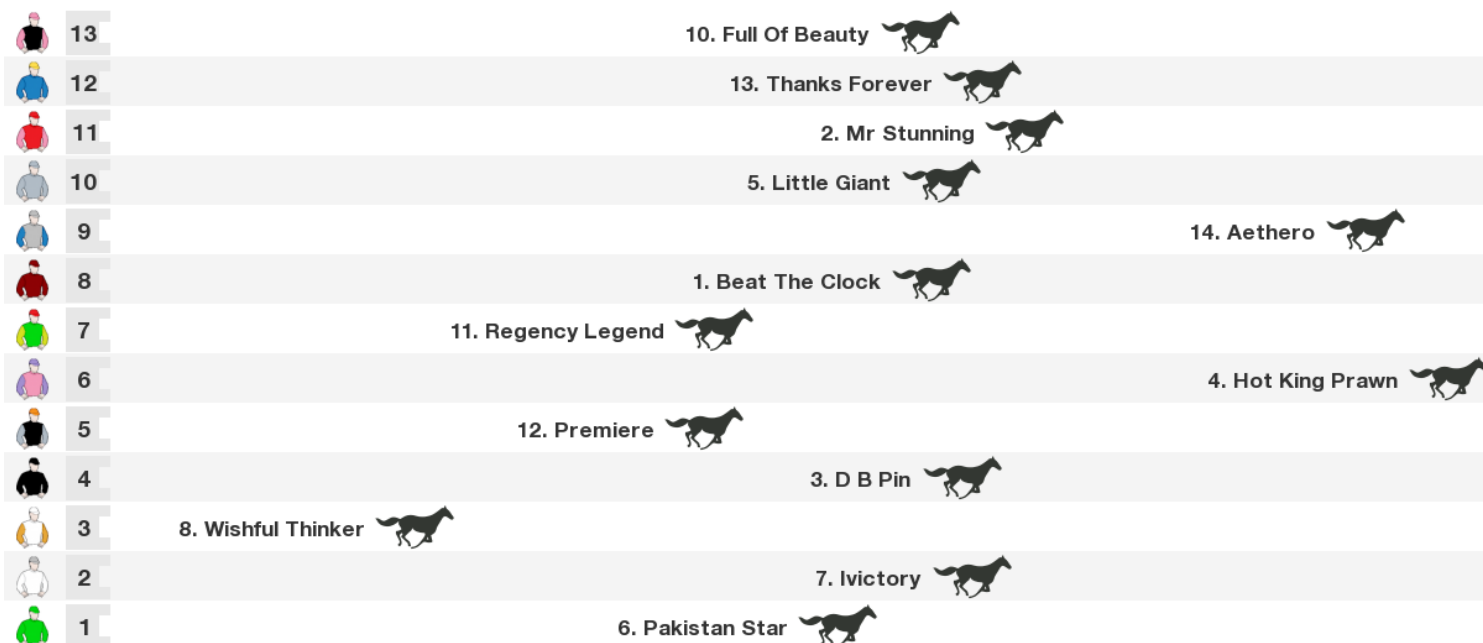 13 10. Full Of Beauty
12 13. Thanks Forever
11 2. Mr Stunning
10 5. Little Giant
9 14. Aethero
8 1. Beat The Clock
7 11. Regency Legend
6 4. Hot King Prawn
5 12. Premiere
4 3. D B Pin
3 8. Wishful Thinker
2 7. Ivictory
1 6. Pakistan Star